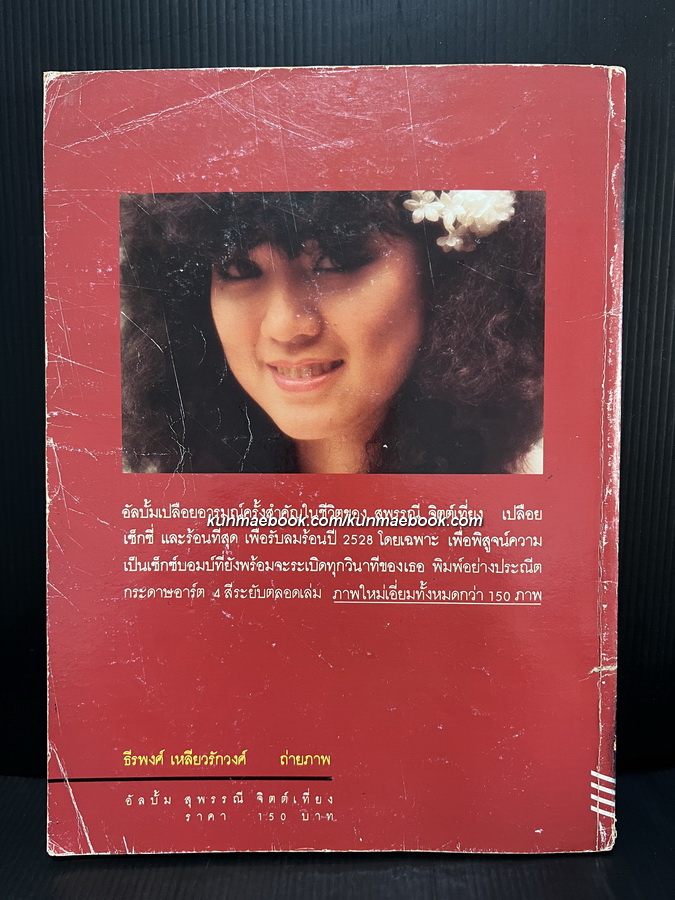 อัลบั้มเปลือยอารมณ์ครั้งสำคัญในชีวิตของ สุพรรณี จิตต์เที่ยง เปลือย
kunmaebook.com/kunmaebook.com
เซ็กซี่ และร้อนที่สุด เพื่อรับลมร้อนปี 2528 โดยเฉพาะ เพื่อพิสูจน์ความ
เป็นเซ็กซ์บอมบ์ที่ยังพร้อมจะระเบิดทุกวินาทีของเธอ พิมพ์อย่างประณีต
กระดาษอาร์ต 4 สีระยับตลอดเล่ม ภาพใหม่เอี่ยมทั้งหมดกว่า 150 ภาพ
ธีรพงศ์ เหลียวรักวงศ์ ถ่ายภาพ
อัลบั้ม สุพรรณี จิตต์เที่ยง
ราคา 150 บาท